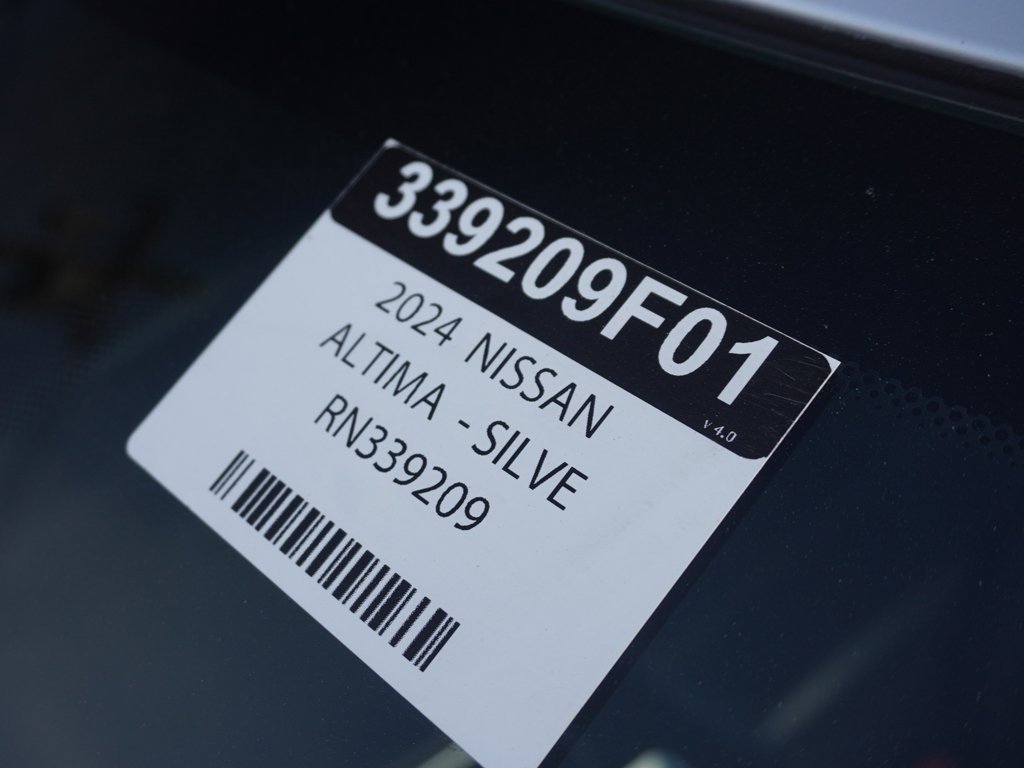 339209F01
v 4.0
2024 NISSAN
ALTIMA - SILVE
RN339209